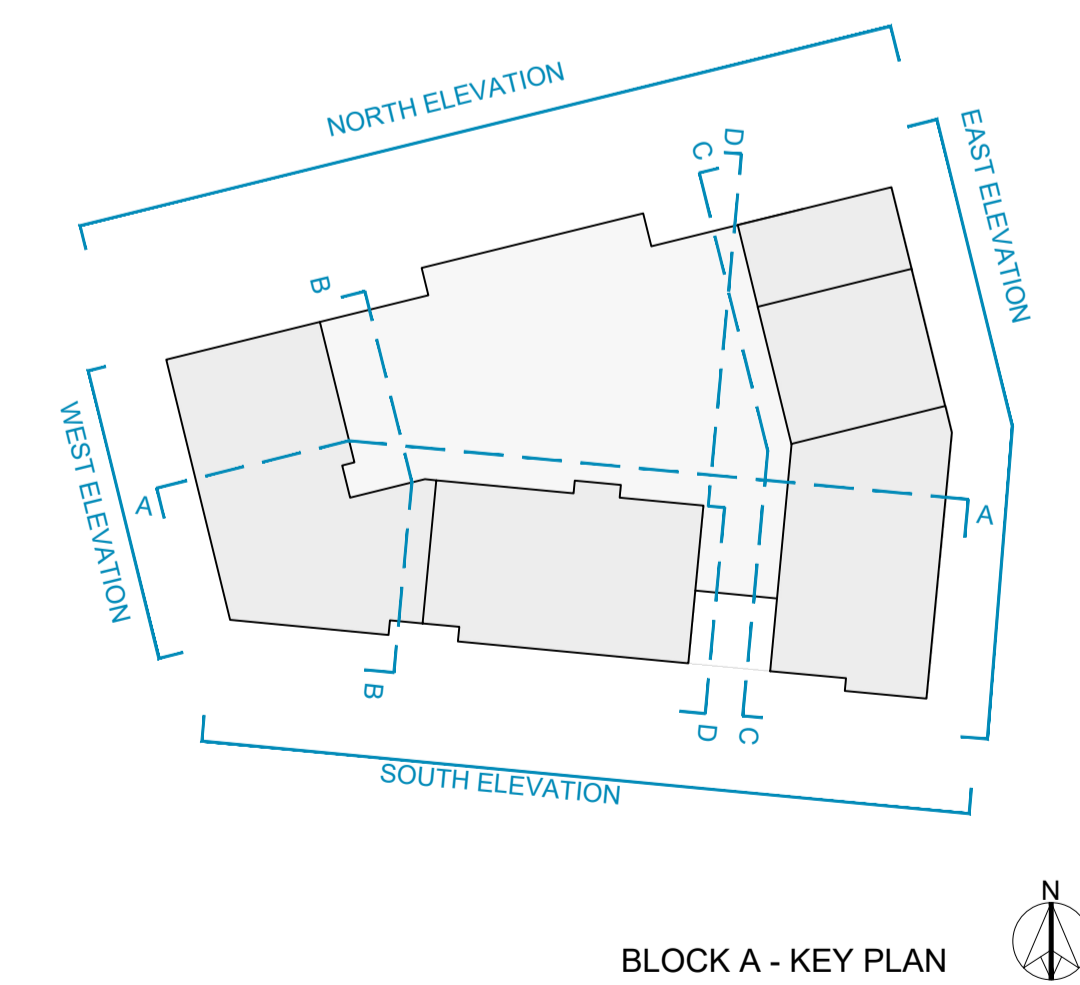 NORTH ELEVATION
EAST ELEVATION
D
C
B
WEST ELEVATION
A
A
B
D
C
SOUTH ELEVATION
N
BLOCK A - KEY PLAN